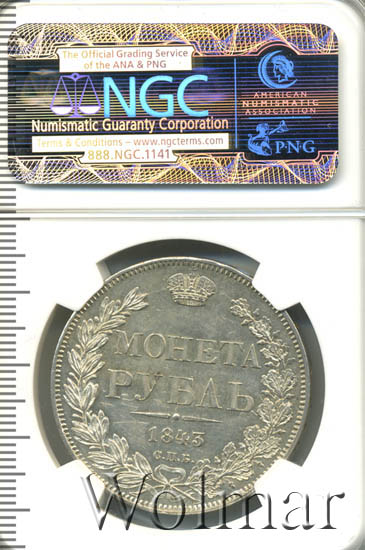 The Official Grading Service
of the ANA & PNG
NGC
Numismatic Guaranty Corporation
Terms & Conditions – www.ngcterms.com
888.NGC.1141
AMERICAN
NUMISMATIC
ASSOCIATION
PNG
МОНЕТА
РУБЛЬ
1843
С.П.Б.
Wolmar